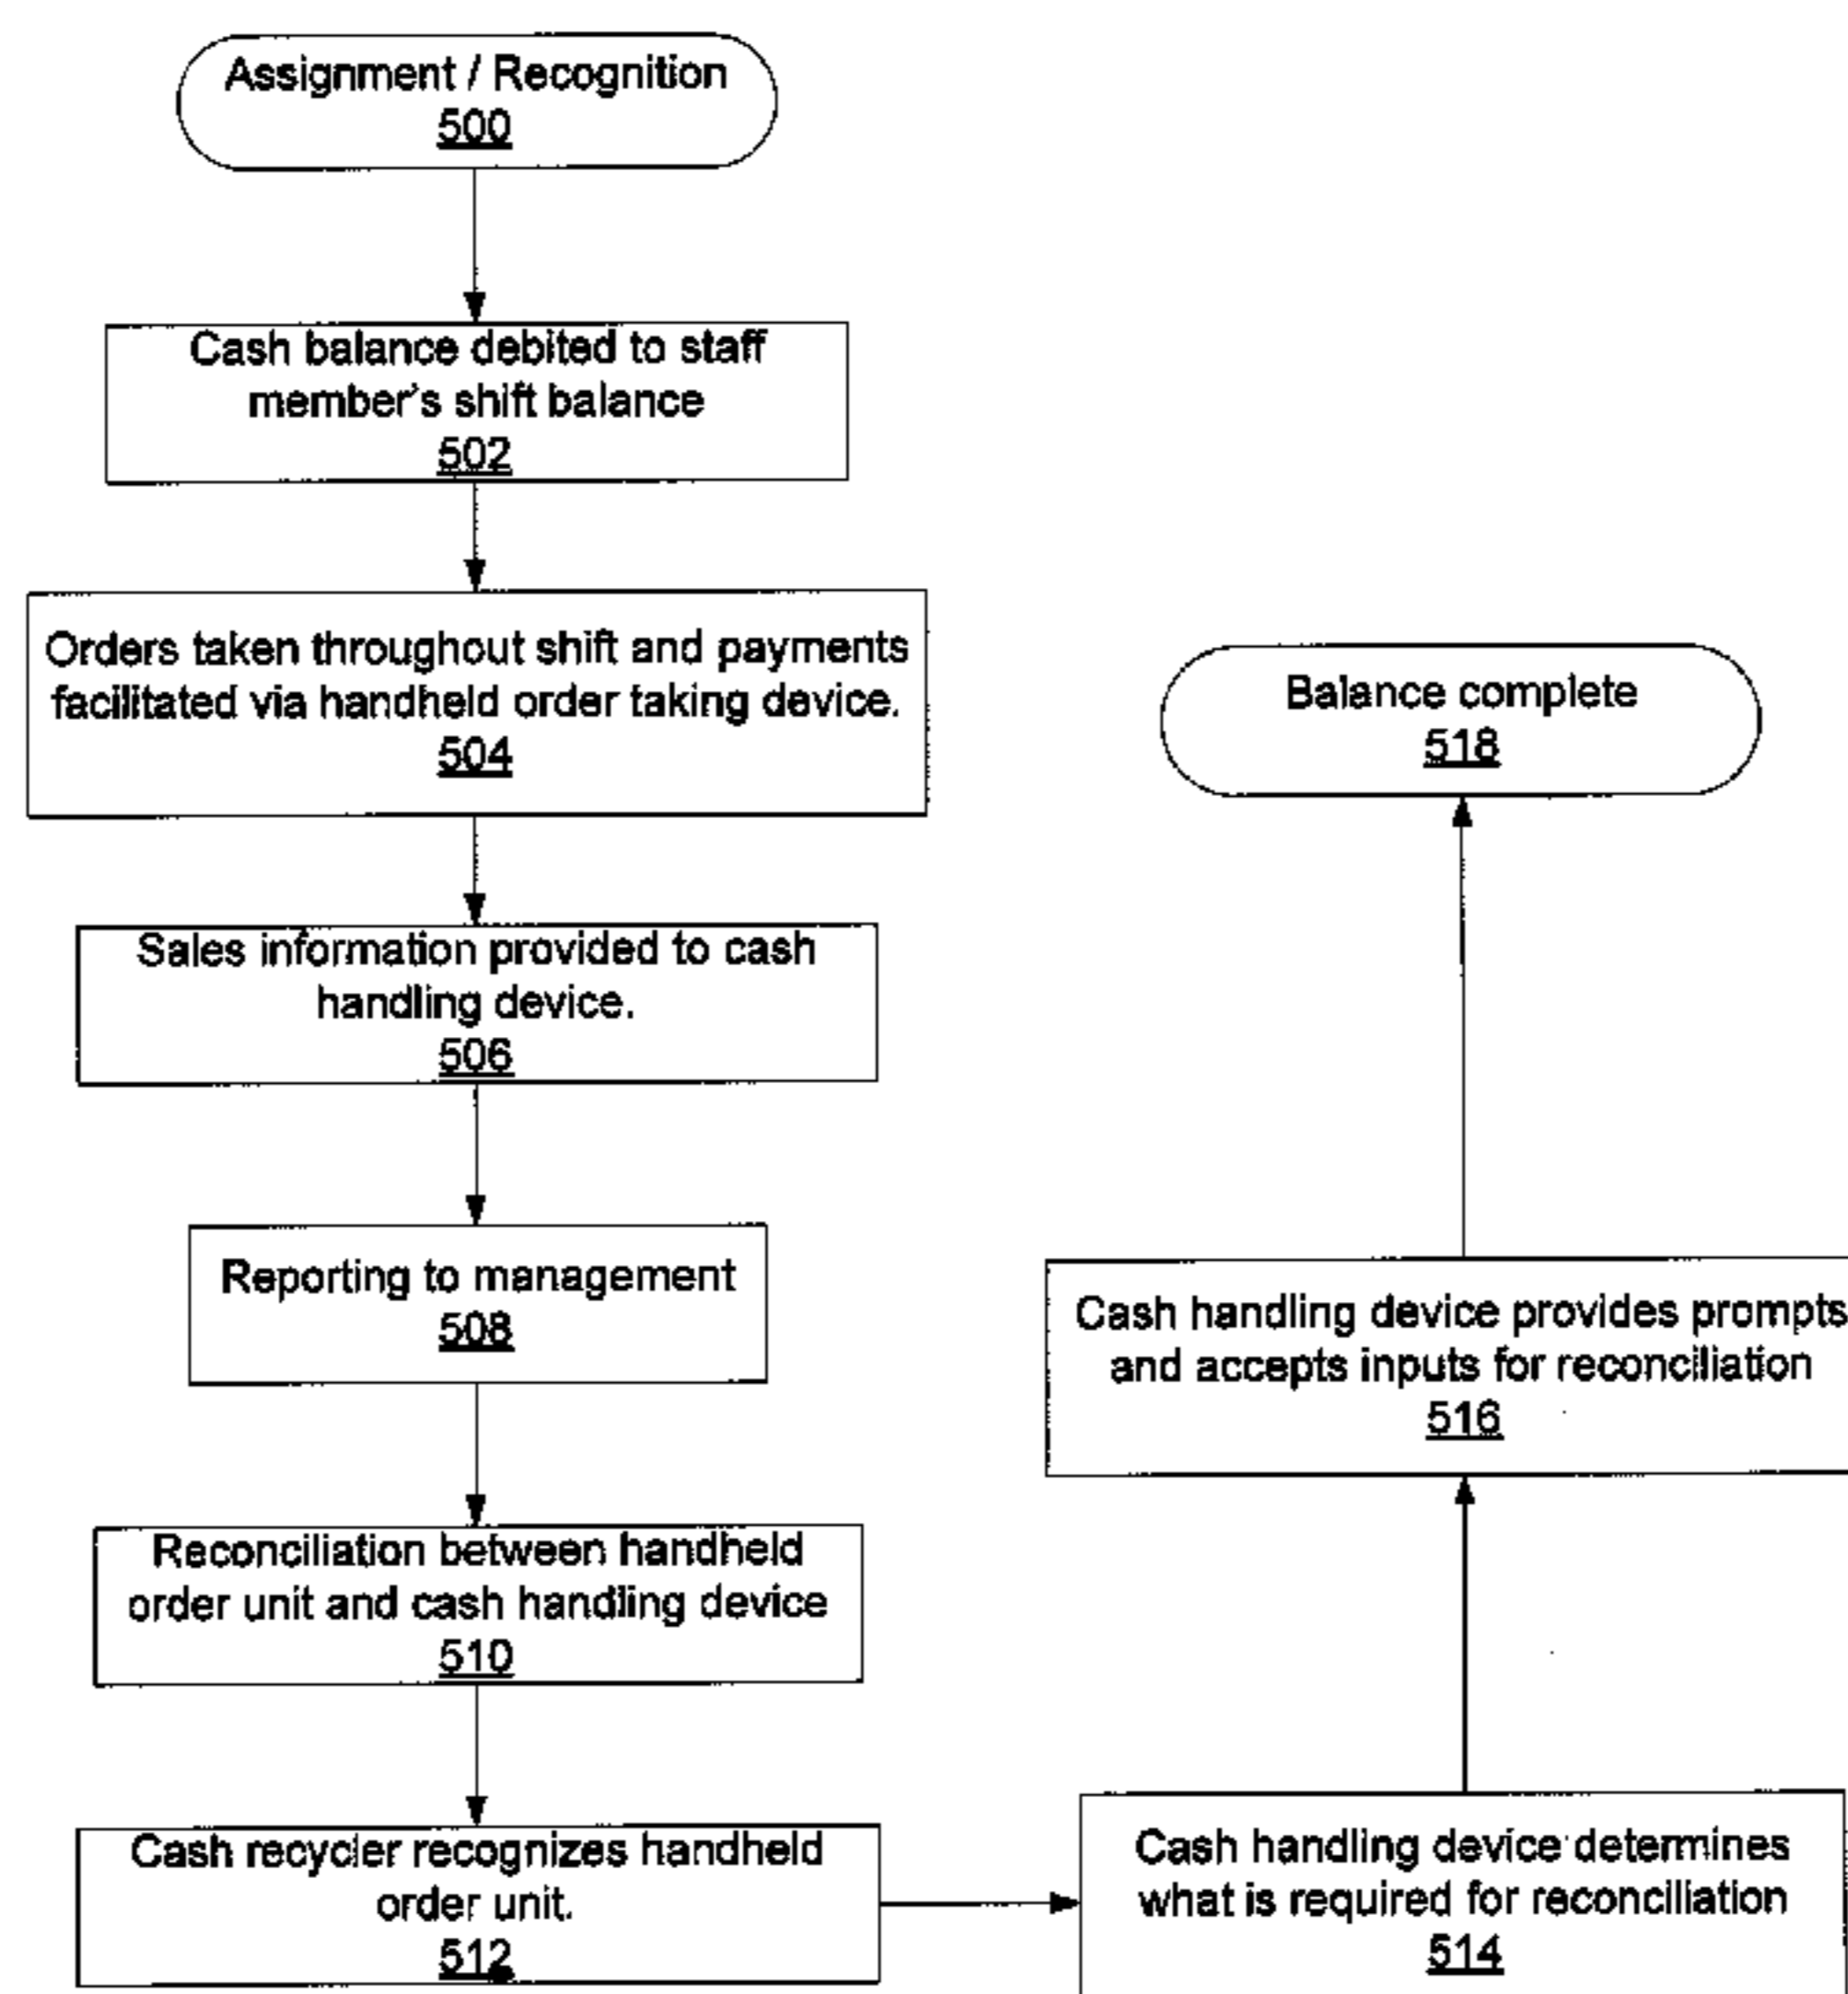 Assignment / Recognition
500
Cash balance debited to staff
member's shift balance
502
Orders taken throughout shift and payments
facilitated via handheld order taking device.
504
Sales information provided to cash
handling device.
506
Reporting to management
508
Reconciliation between handheld
order unit and cash handling device
510
Cash recycler recognizes handheld
order unit.
512
Cash handling device determines
what is required for reconciliation
514
Cash handling device provides prompts
and accepts inputs for reconciliation
516
Balance complete
518